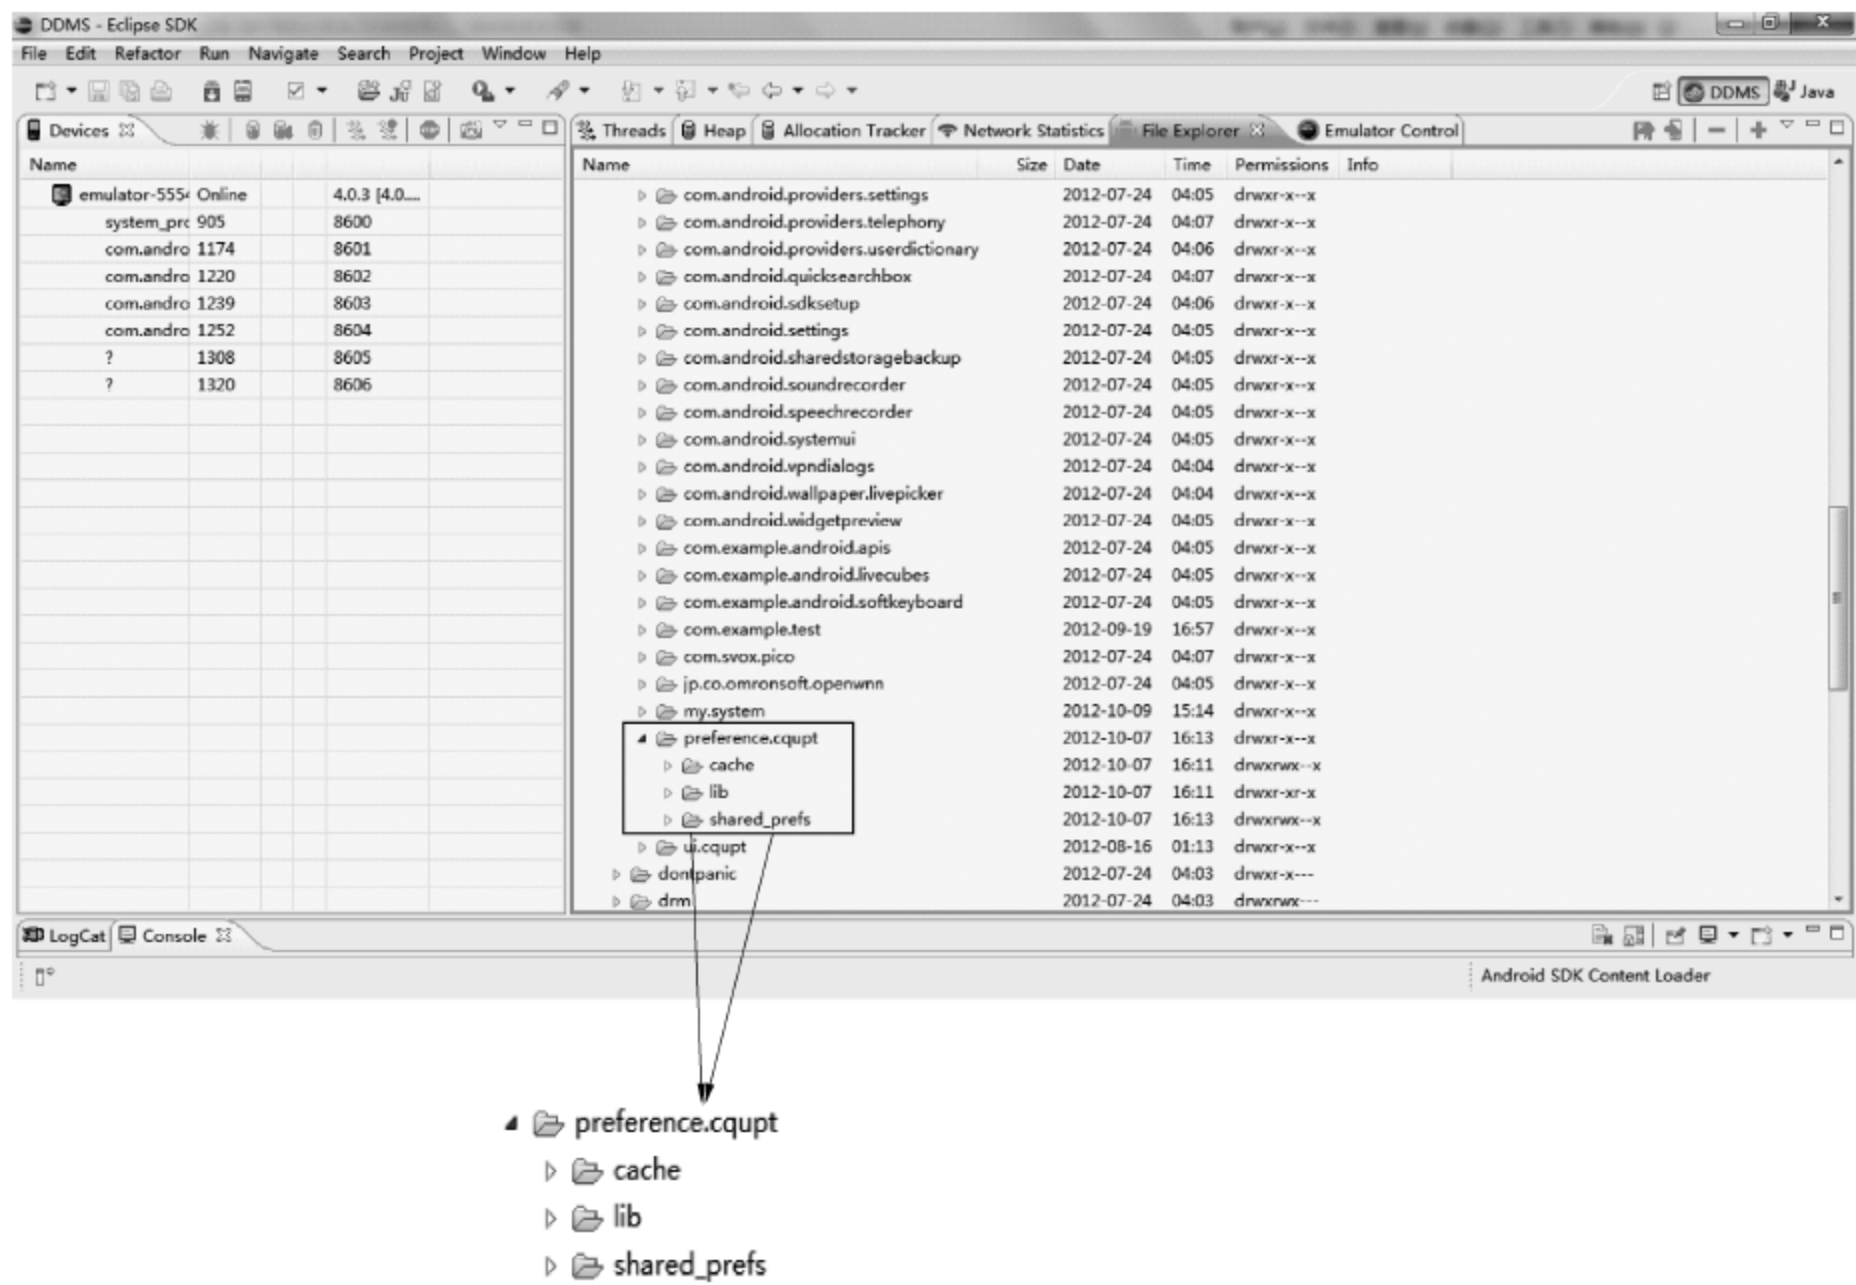 DDMS - Eclipse SDK
File Edit Refactor Run Navigate Search Project Window Help
DDMS Java
Devices Threads Heap Allocation Tracker Network Statistics File Explorer Emulator Control
Name
emulator-5554 Online 4.0.3 [4.0....
system_prc 905 8600
com.andro 1174 8601
com.andro 1220 8602
com.andro 1239 8603
com.andro 1252 8604
? 1308 8605
? 1320 8606
Name Size Date Time Permissions Info
com.android.providers.settings 2012-07-24 04:05 drwxr-x--x
com.android.providers.telephony 2012-07-24 04:07 drwxr-x--x
com.android.providers.userdictionary 2012-07-24 04:06 drwxr-x--x
com.android.quicksearchbox 2012-07-24 04:07 drwxr-x--x
com.android.sdksetup 2012-07-24 04:06 drwxr-x--x
com.android.settings 2012-07-24 04:05 drwxr-x--x
com.android.sharedstoragebackup 2012-07-24 04:05 drwxr-x--x
com.android.soundrecorder 2012-07-24 04:05 drwxr-x--x
com.android.speechrecorder 2012-07-24 04:05 drwxr-x--x
com.android.systemui 2012-07-24 04:05 drwxr-x--x
com.android.vpndialogs 2012-07-24 04:04 drwxr-x--x
com.android.wallpaper.livepicker 2012-07-24 04:04 drwxr-x--x
com.android.widgetpreview 2012-07-24 04:05 drwxr-x--x
com.example.android.apis 2012-07-24 04:05 drwxr-x--x
com.example.android.livecubes 2012-07-24 04:05 drwxr-x--x
com.example.android.softkeyboard 2012-07-24 04:05 drwxr-x--x
com.example.test 2012-09-19 16:57 drwxr-x--x
com.svox.pico 2012-07-24 04:07 drwxr-x--x
jp.co.omronsoft.openwnn 2012-07-24 04:05 drwxr-x--x
my.system 2012-10-09 15:14 drwxr-x--x
preference.cqupt 2012-10-07 16:13 drwxr-x--x
cache 2012-10-07 16:11 drwxrwx--x
lib 2012-10-07 16:11 drwxr-xr-x
shared_prefs 2012-10-07 16:13 drwxrwx--x
ui.cqupt 2012-08-16 01:13 drwxr-x--x
dontpanic 2012-07-24 04:03 drwxr-x---
drm 2012-07-24 04:03 drwxrwx---
LogCat Console
Android SDK Content Loader
preference.cqupt
cache
lib
shared_prefs